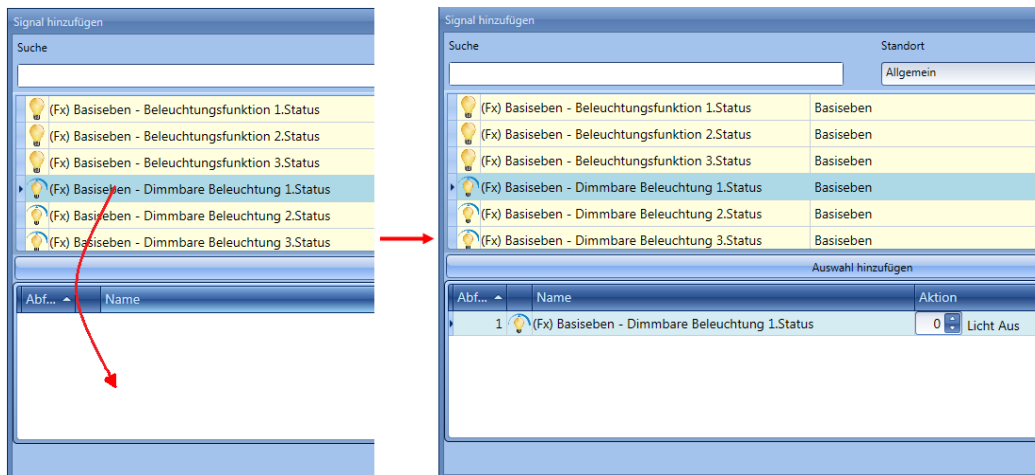 Signal hinzufügen
Suche
(Fx) Basiseben - Beleuchtungsfunktion 1.Status
(Fx) Basiseben - Beleuchtungsfunktion 2.Status
(Fx) Basiseben - Beleuchtungsfunktion 3.Status
(Fx) Basiseben - Dimmbare Beleuchtung 1.Status
(Fx) Basiseben - Dimmbare Beleuchtung 2.Status
(Fx) Basiseben - Dimmbare Beleuchtung 3.Status
Abf... Name
Signal hinzufügen
Suche Standort
Allgemein
(Fx) Basiseben - Beleuchtungsfunktion 1.Status Basiseben
(Fx) Basiseben - Beleuchtungsfunktion 2.Status Basiseben
(Fx) Basiseben - Beleuchtungsfunktion 3.Status Basiseben
(Fx) Basiseben - Dimmbare Beleuchtung 1.Status Basiseben
(Fx) Basiseben - Dimmbare Beleuchtung 2.Status Basiseben
(Fx) Basiseben - Dimmbare Beleuchtung 3.Status Basiseben
Auswahl hinzufügen
Abf... Name Aktion
1 (Fx) Basiseben - Dimmbare Beleuchtung 1.Status 0 Licht Aus